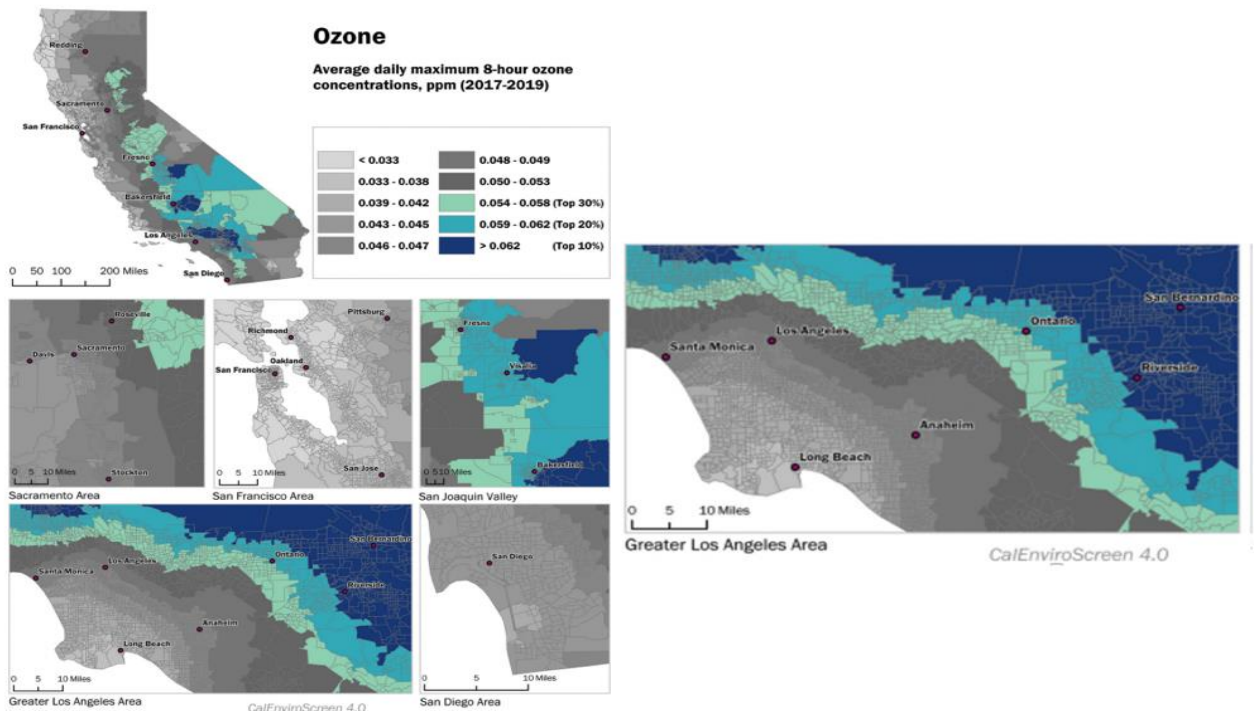 Ozone
Average daily maximum 8-hour ozone
concentrations, ppm (2017-2019)
Redding
Sacramento
San Francisco
Fresno
Bakersfield
Los Angeles
San Diego
0 50 100 200 Miles
< 0.033
0.033 - 0.038
0.039 - 0.042
0.043 - 0.045
0.046 - 0.047
0.048 - 0.049
0.050 - 0.053
0.054 - 0.058 (Top 30%)
0.059 - 0.062 (Top 20%)
> 0.062 (Top 10%)
Roseville
Davis
Sacramento
Stockton
0 5 10 Miles
Sacramento Area
Pittsburg
Richmond
Oakland
San Francisco
San Jose
0 5 10 Miles
San Francisco Area
Fresno
Visalia
Bakersfield
0 5 10 Miles
San Joaquin Valley
San Bernardino
Ontario
Los Angeles
Santa Monica
Riverside
Anaheim
Long Beach
0 5 10 Miles
Greater Los Angeles Area
CalEnviroScreen 4.0
San Diego
0 5 10 Miles
San Diego Area
San Bernardino
Ontario
Los Angeles
Santa Monica
Riverside
Anaheim
Long Beach
0 5 10 Miles
Greater Los Angeles Area
CalEnviroScreen 4.0